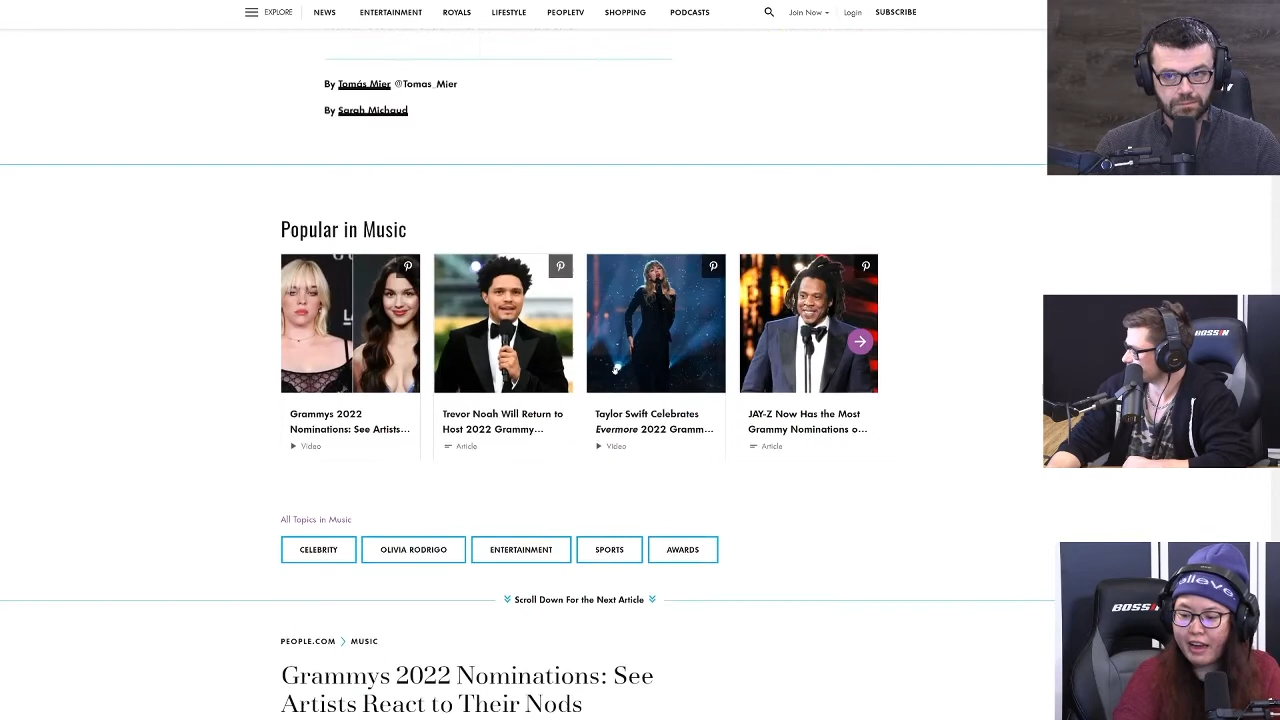 EXPLORE NEWS ENTERTAINMENT ROYALS LIFESTYLE PEOPLETV SHOPPING PODCASTS Join Now Login SUBSCRIBE
By Tomás Mier @Tomas_Mier
By Sarah Michaud
Popular in Music
Grammys 2022
Nominations: See Artists...
Video
Trevor Noah Will Return to
Host 2022 Grammy...
Article
Taylor Swift Celebrates
Evermore 2022 Gramm...
Video
JAY-Z Now Has the Most
Grammy Nominations o...
Article
All Topics in Music
CELEBRITY OLIVIA RODRIGO ENTERTAINMENT SPORTS AWARDS
Scroll Down For the Next Article
PEOPLE.COM MUSIC
Grammys 2022 Nominations: See
Artists React to Their Nods
BOSSIN
BOSSIN